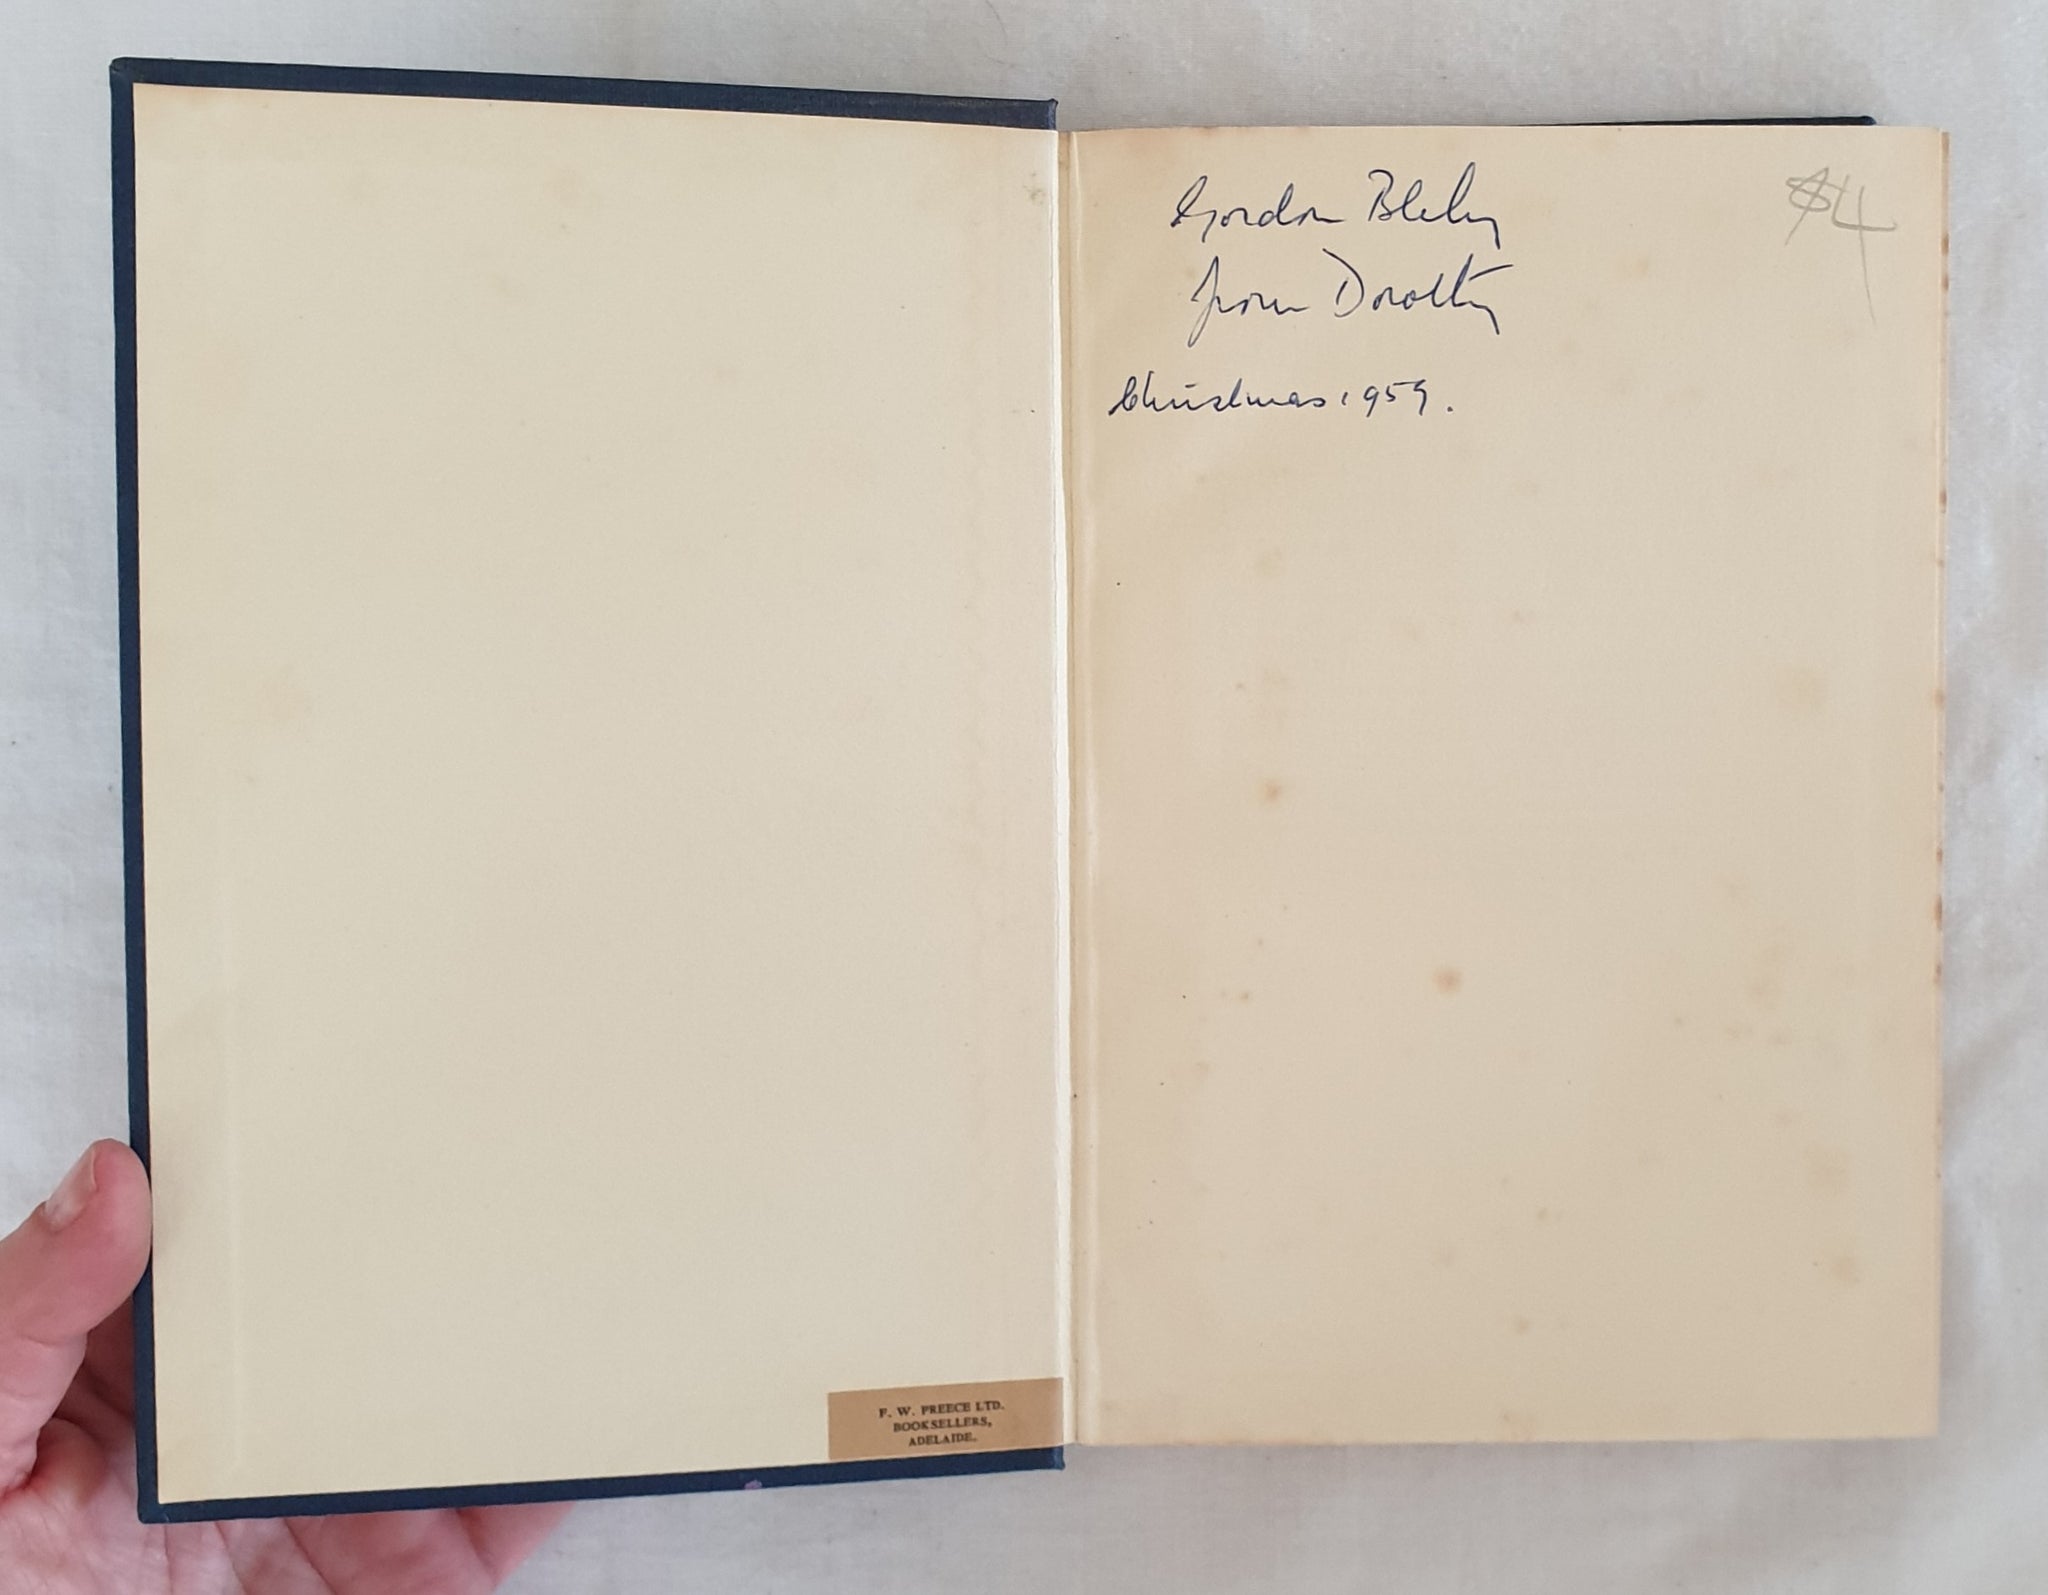 F. W. PREECE LTD.
BOOKSELLERS,
ADELAIDE.
Gordon Bleby
from Dorothy
Christmas 1959.
$4